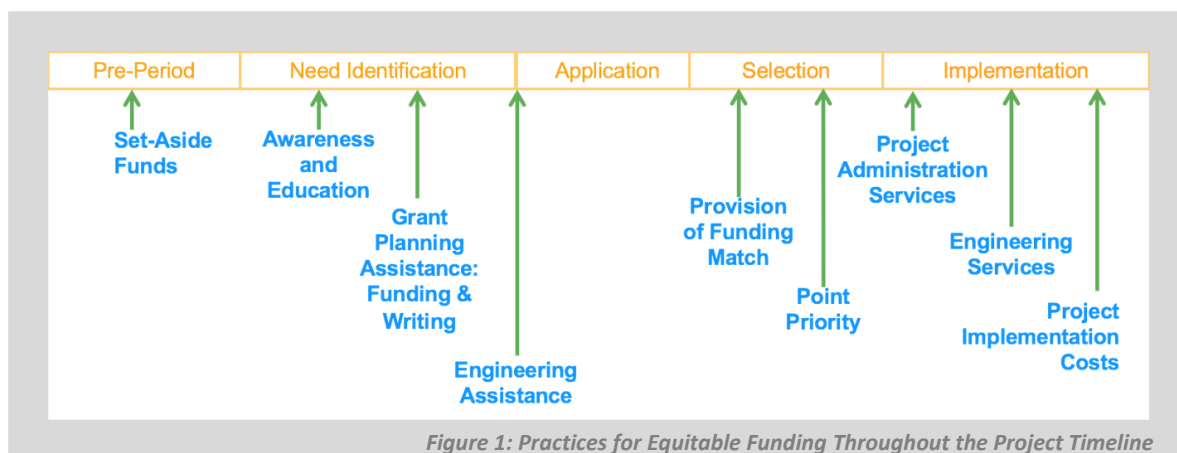 Pre-Period
Need Identification
Application
Selection
Implementation
Set-Aside
Funds
Awareness
and
Education
Grant
Planning
Assistance:
Funding &
Writing
Engineering
Assistance
Provision
of Funding
Match
Point
Priority
Project
Administration
Services
Engineering
Services
Project
Implementation
Costs
Figure 1: Practices for Equitable Funding Throughout the Project Timeline